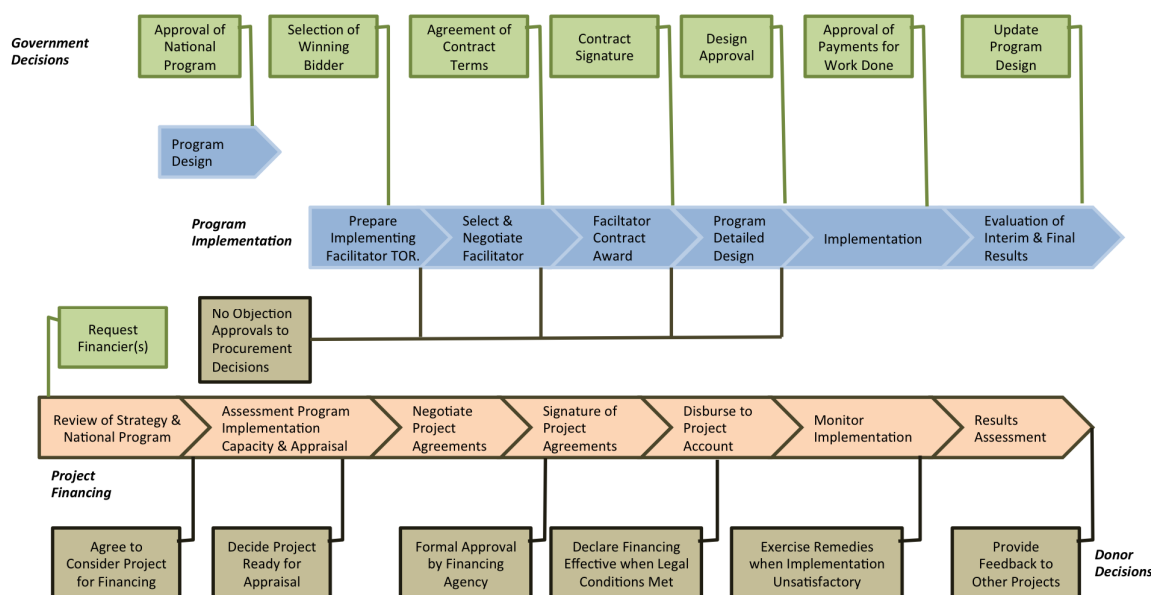 Government
Decisions
Approval of
National
Program
Selection of
Winning
Bidder
Agreement of
Contract
Terms
Contract
Signature
Design
Approval
Approval of
Payments for
Work Done
Update
Program
Design
Program
Design
Program
Implementation
Prepare
Implementing
Facilitator TOR.
Select &
Negotiate
Facilitator
Faciltator
Contract
Award
Program
Detailed
Design
Implementation
Evaluation of
Interim & Final
Results
Request
Financier(s)
No Objection
Approvals to
Procurement
Decisions
Review of Strategy &
National Program
Assessment Program
Implementation
Capacity & Appraisal
Negotiate
Project
Agreements
Signature of
Project
Agreements
Disburse to
Project
Account
Monitor
Implementation
Results
Assessment
Project
Financing
Agree to
Consider Project
for Financing
Decide Project
Ready for
Appraisal
Formal Approval
by Financing
Agency
Declare Financing
Effective when Legal
Conditions Met
Exercise Remedies
when Implementation
Unsatisfactory
Provide
Feedback to
Other Projects
Donor
Decisions